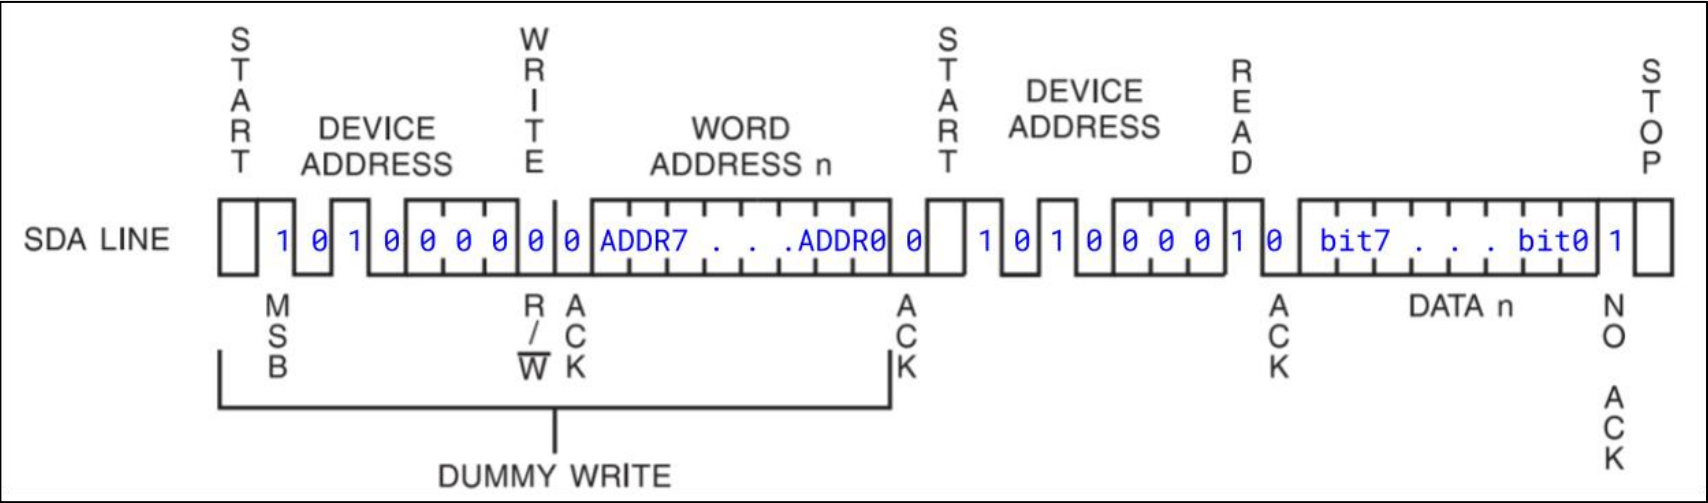 START
WRITE
START
READ
STOP
DEVICE
ADDRESS
WORD
ADDRESS n
DEVICE
ADDRESS
SDA LINE
1 0 1 0 0 0 0 0 0 ADDR7 . . . ADDR0 0 1 0 1 0 0 0 0 1 0 bit7 . . . bit0 1
MSB
R/W
ACK
ACK
ACK
DATA n
NO ACK
DUMMY WRITE